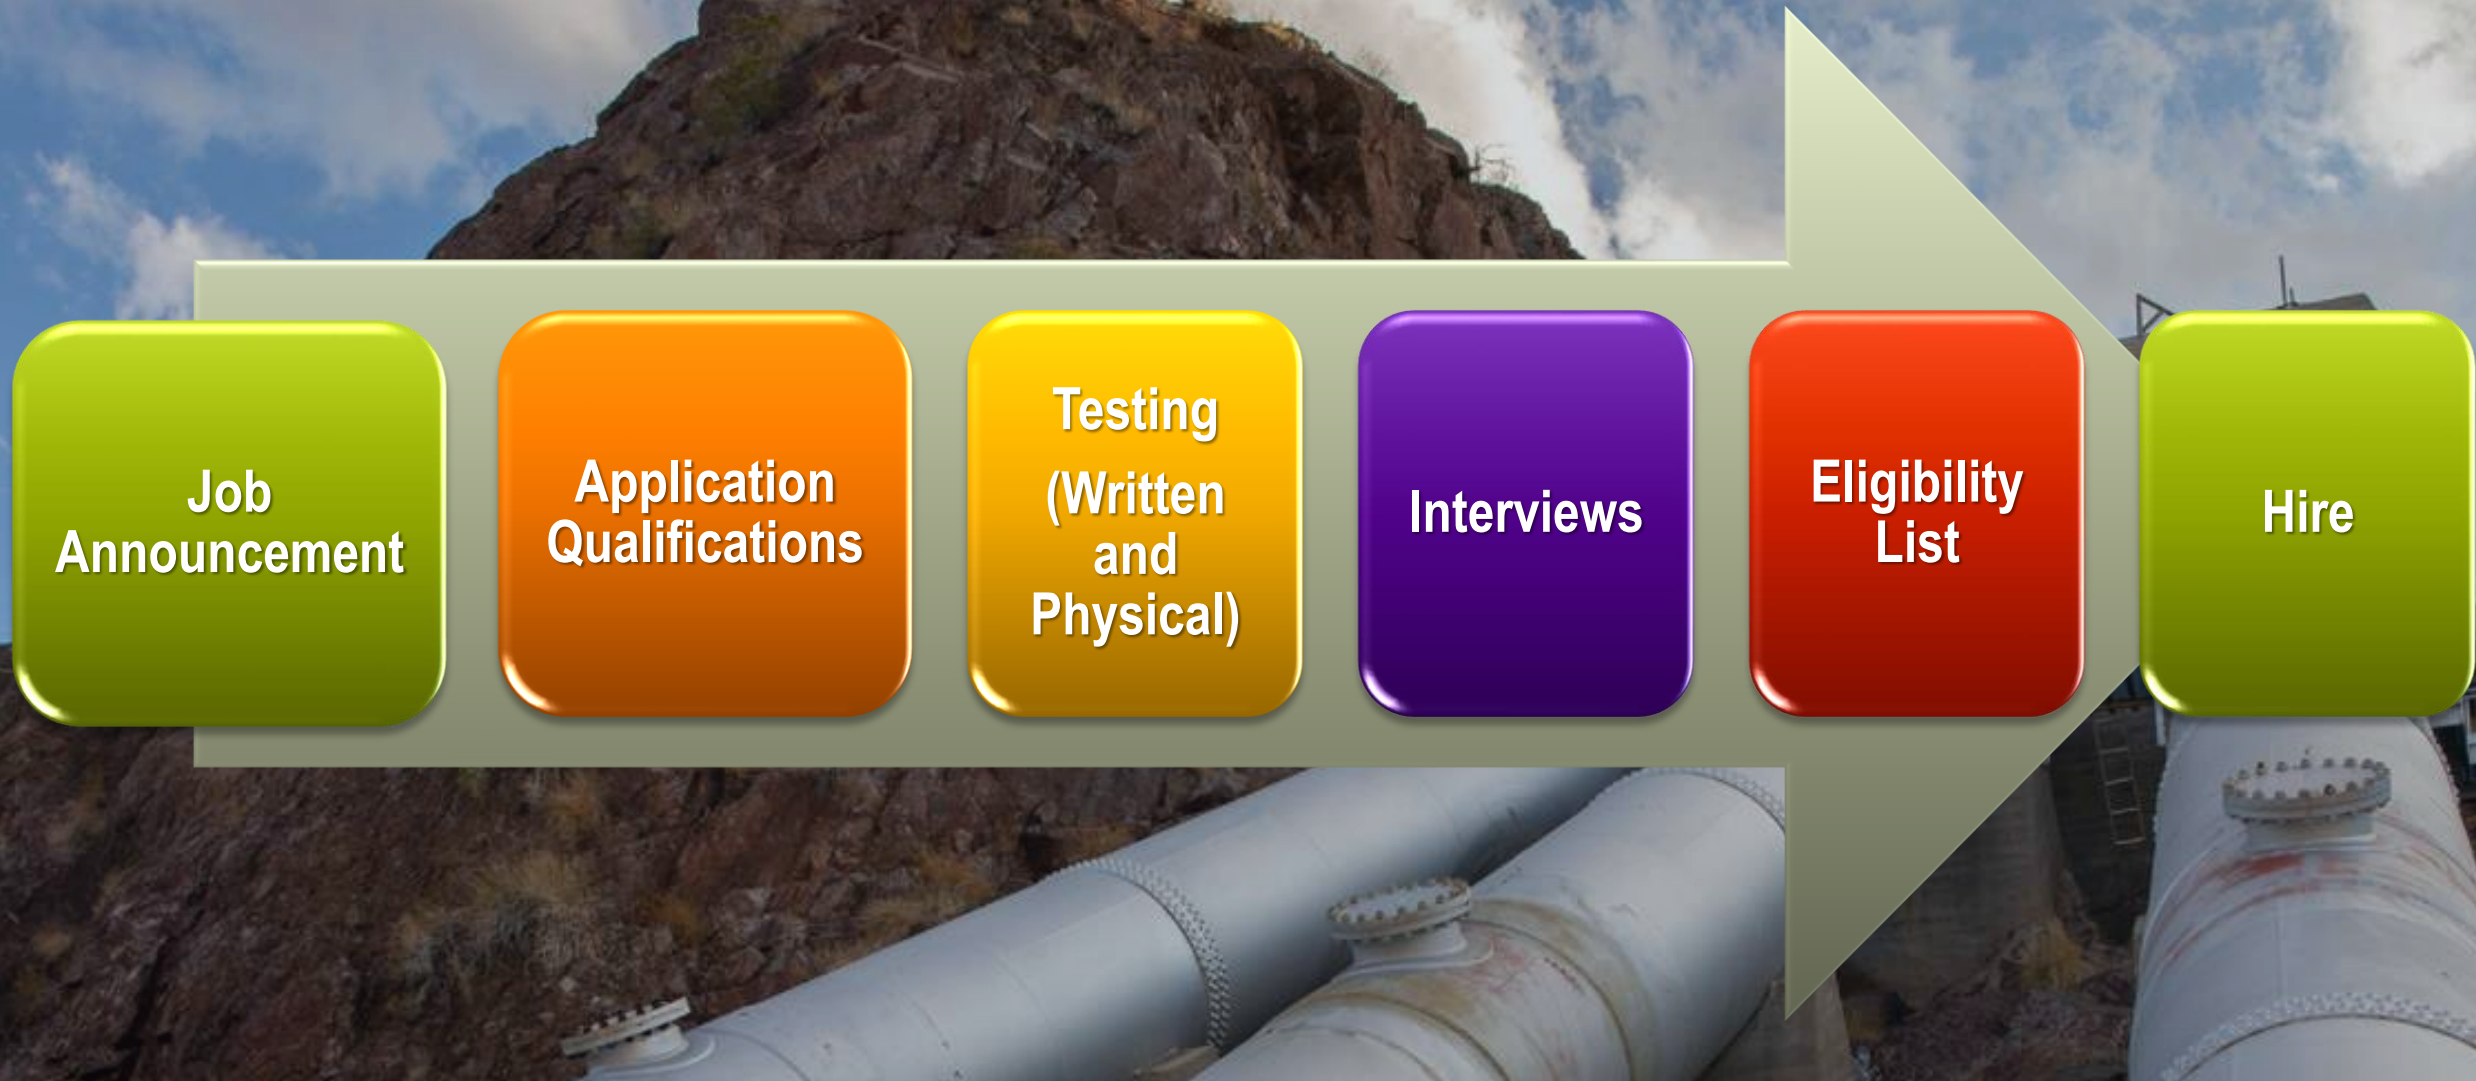 Job
Announcement
Application
Qualifications
Testing
(Written
and
Physical)
Interviews
Eligibility
List
Hire